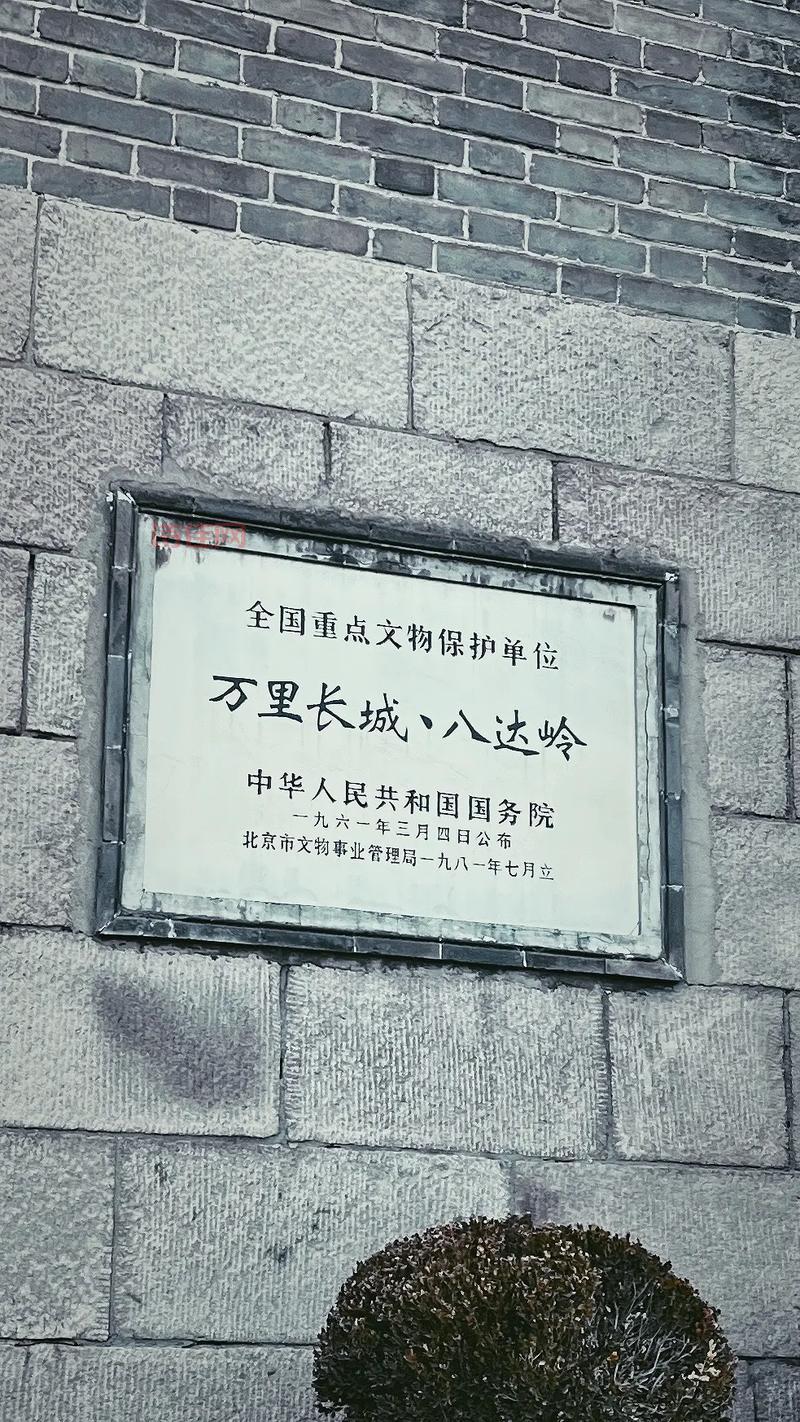 全国重点文物保护单位
万里长城、八达岭
中华人民共和国国务院
一九六一年三月四日公布
北京市文物事业管理局一九八一年七月立